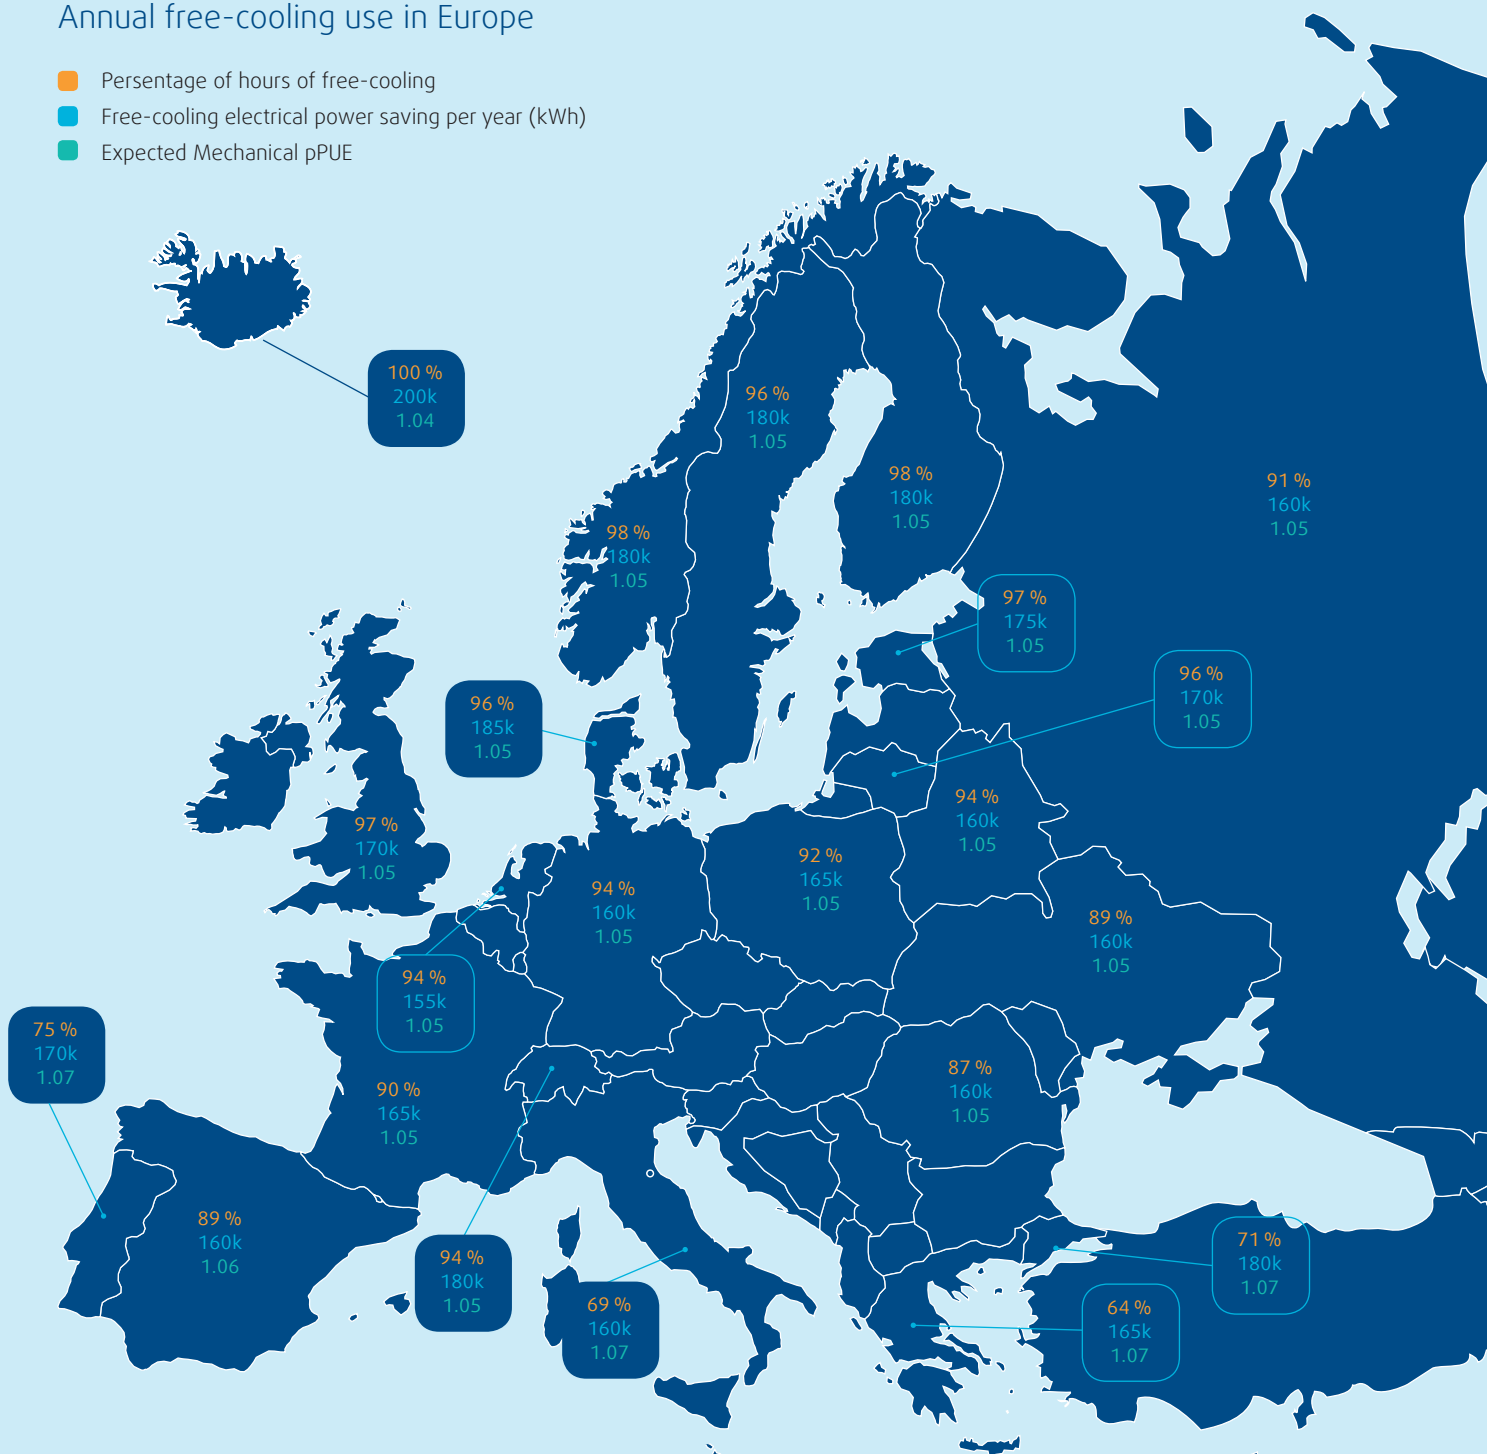 Annual free-cooling use in Europe
Persentage of hours of free-cooling
Free-cooling electrical power saving per year (kWh)
Expected Mechanical pPUE
100 %
200k
1.04
96 %
180k
1.05
98 %
180k
1.05
91 %
160k
1.05
98 %
180k
1.05
97 %
175k
1.05
96 %
170k
1.05
96 %
185k
1.05
94 %
160k
1.05
97 %
170k
1.05
92 %
165k
1.05
94 %
160k
1.05
89 %
160k
1.05
94 %
155k
1.05
75 %
170k
1.07
87 %
160k
1.05
90 %
165k
1.05
89 %
160k
1.06
71 %
180k
1.07
94 %
180k
1.05
69 %
160k
1.07
64 %
165k
1.07